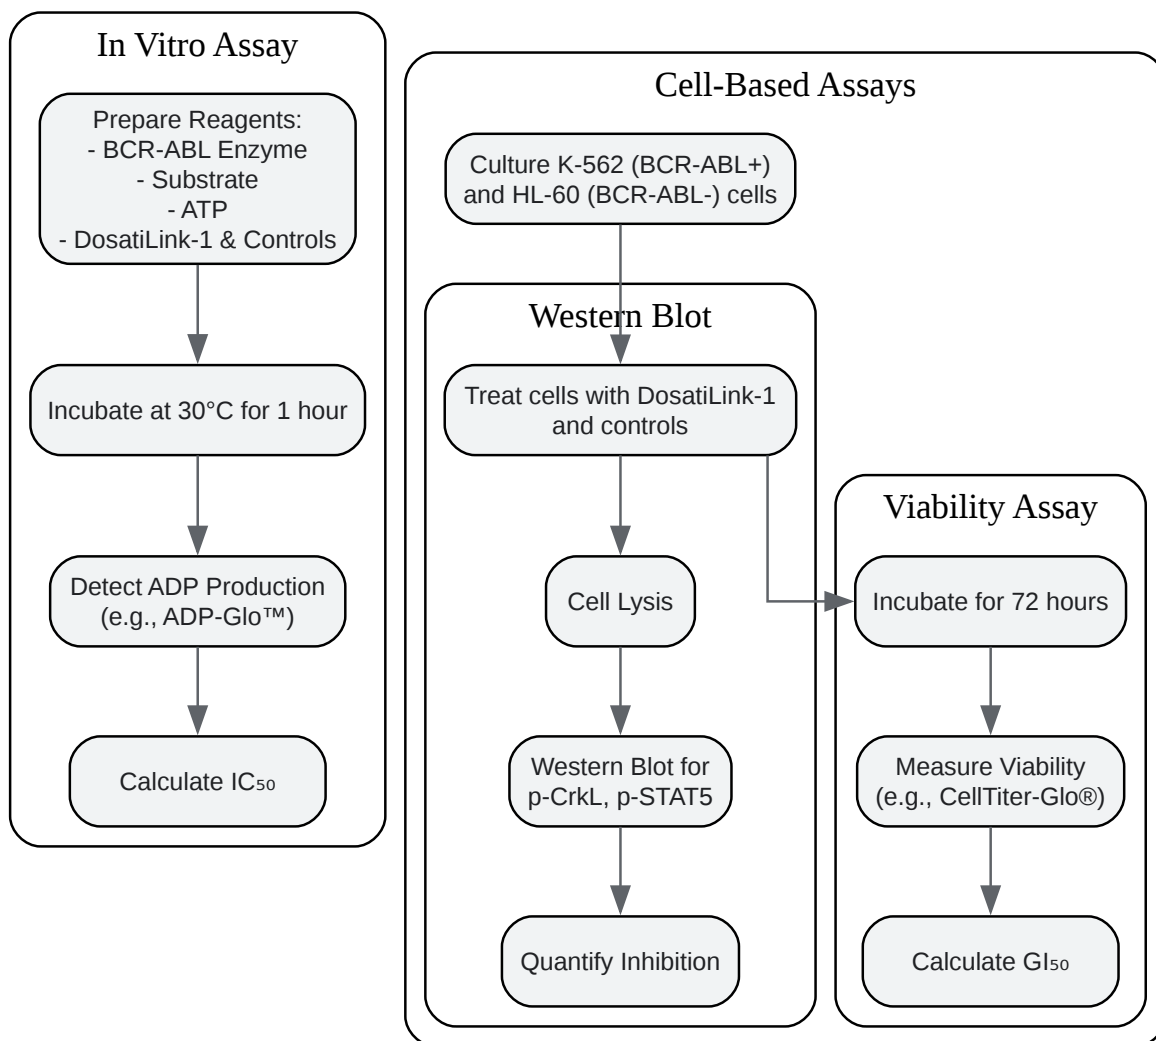 In Vitro Assay
Prepare Reagents:
- BCR-ABL Enzyme
- Substrate
- ATP
- DosatiLink-1 & Controls
Incubate at 30°C for 1 hour
Detect ADP Production
(e.g., ADP-Glo™)
Calculate IC₅₀
Cell-Based Assays
Culture K-562 (BCR-ABL+)
and HL-60 (BCR-ABL-) cells
Western Blot
Treat cells with DosatiLink-1
and controls
Cell Lysis
Western Blot for
p-CrkL, p-STAT5
Quantify Inhibition
Viability Assay
Incubate for 72 hours
Measure Viability
(e.g., CellTiter-Glo®)
Calculate GI₅₀